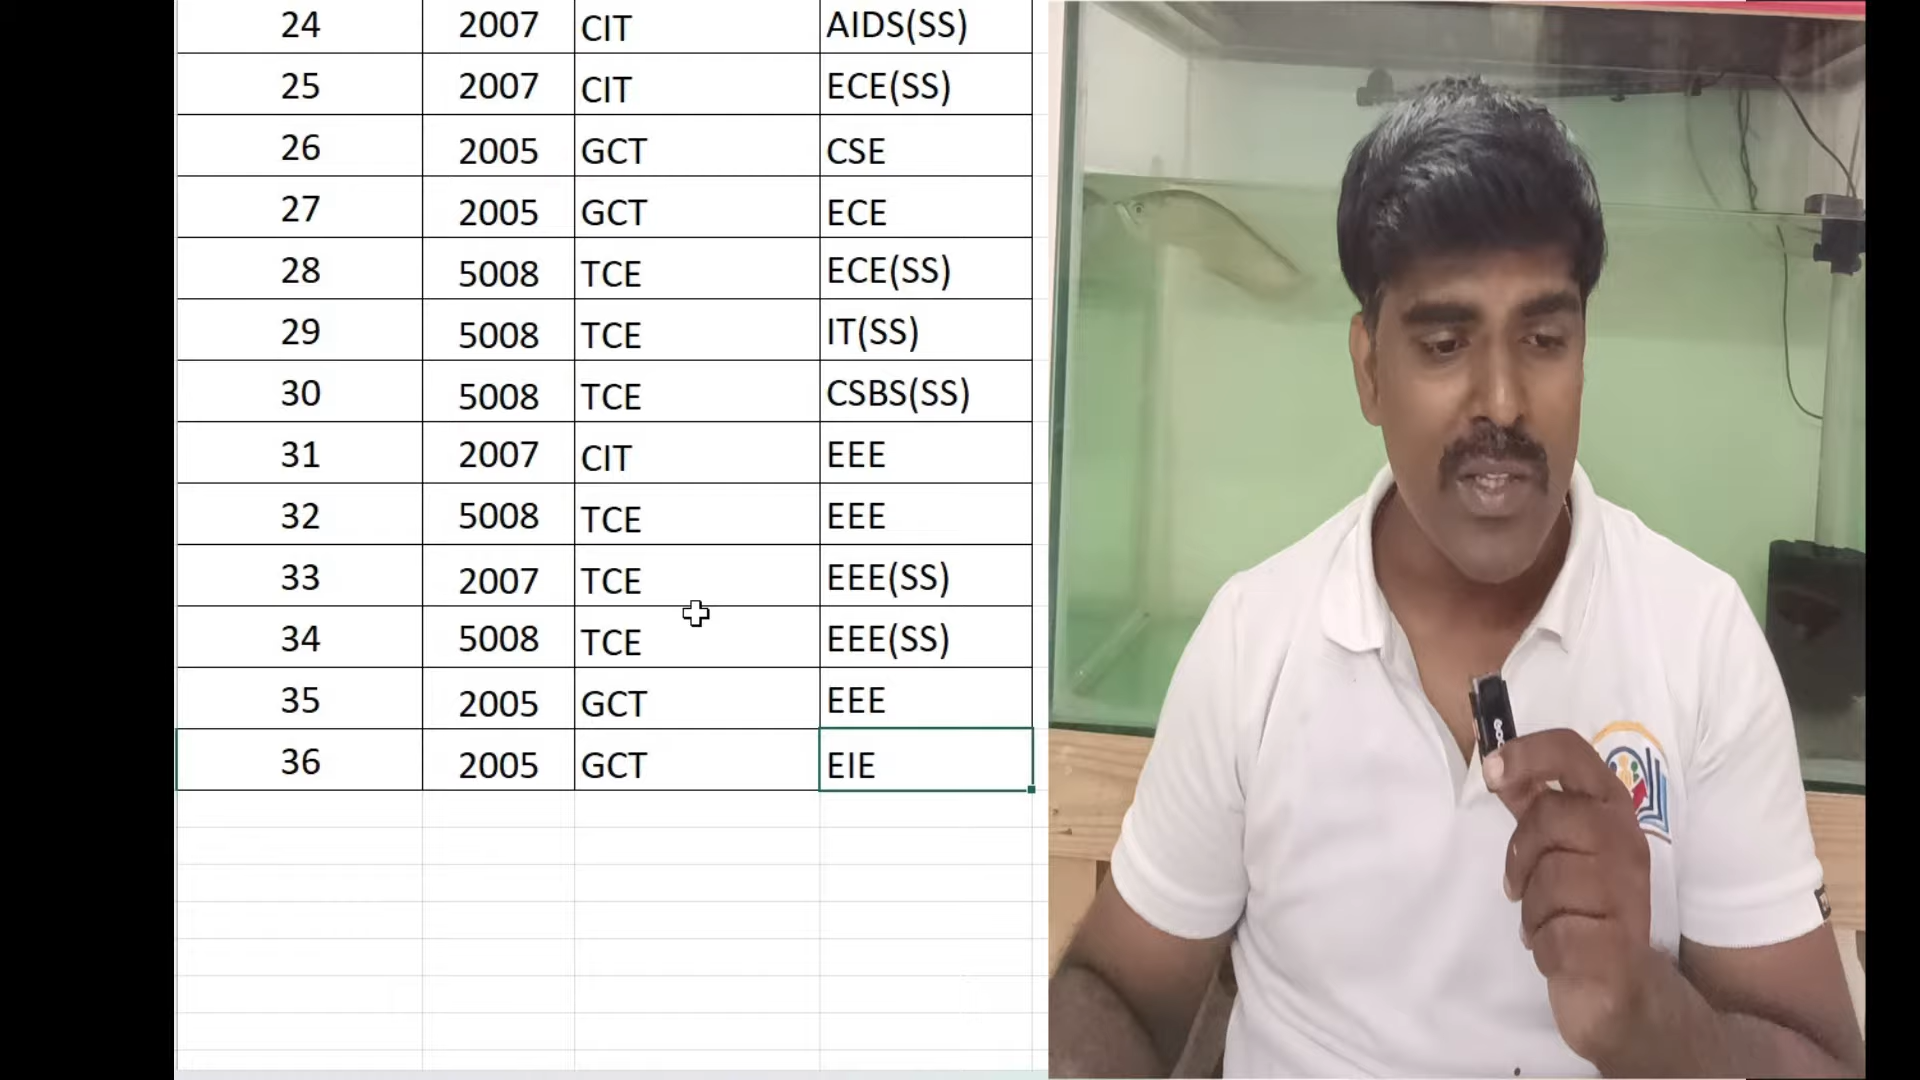 24 2007 CIT AIDS(SS)
25 2007 CIT ECE(SS)
26 2005 GCT CSE
27 2005 GCT ECE
28 5008 TCE ECE(SS)
29 5008 TCE IT(SS)
30 5008 TCE CSBS(SS)
31 2007 CIT EEE
32 5008 TCE EEE
33 2007 TCE EEE(SS)
34 5008 TCE EEE(SS)
35 2005 GCT EEE
36 2005 GCT EIE